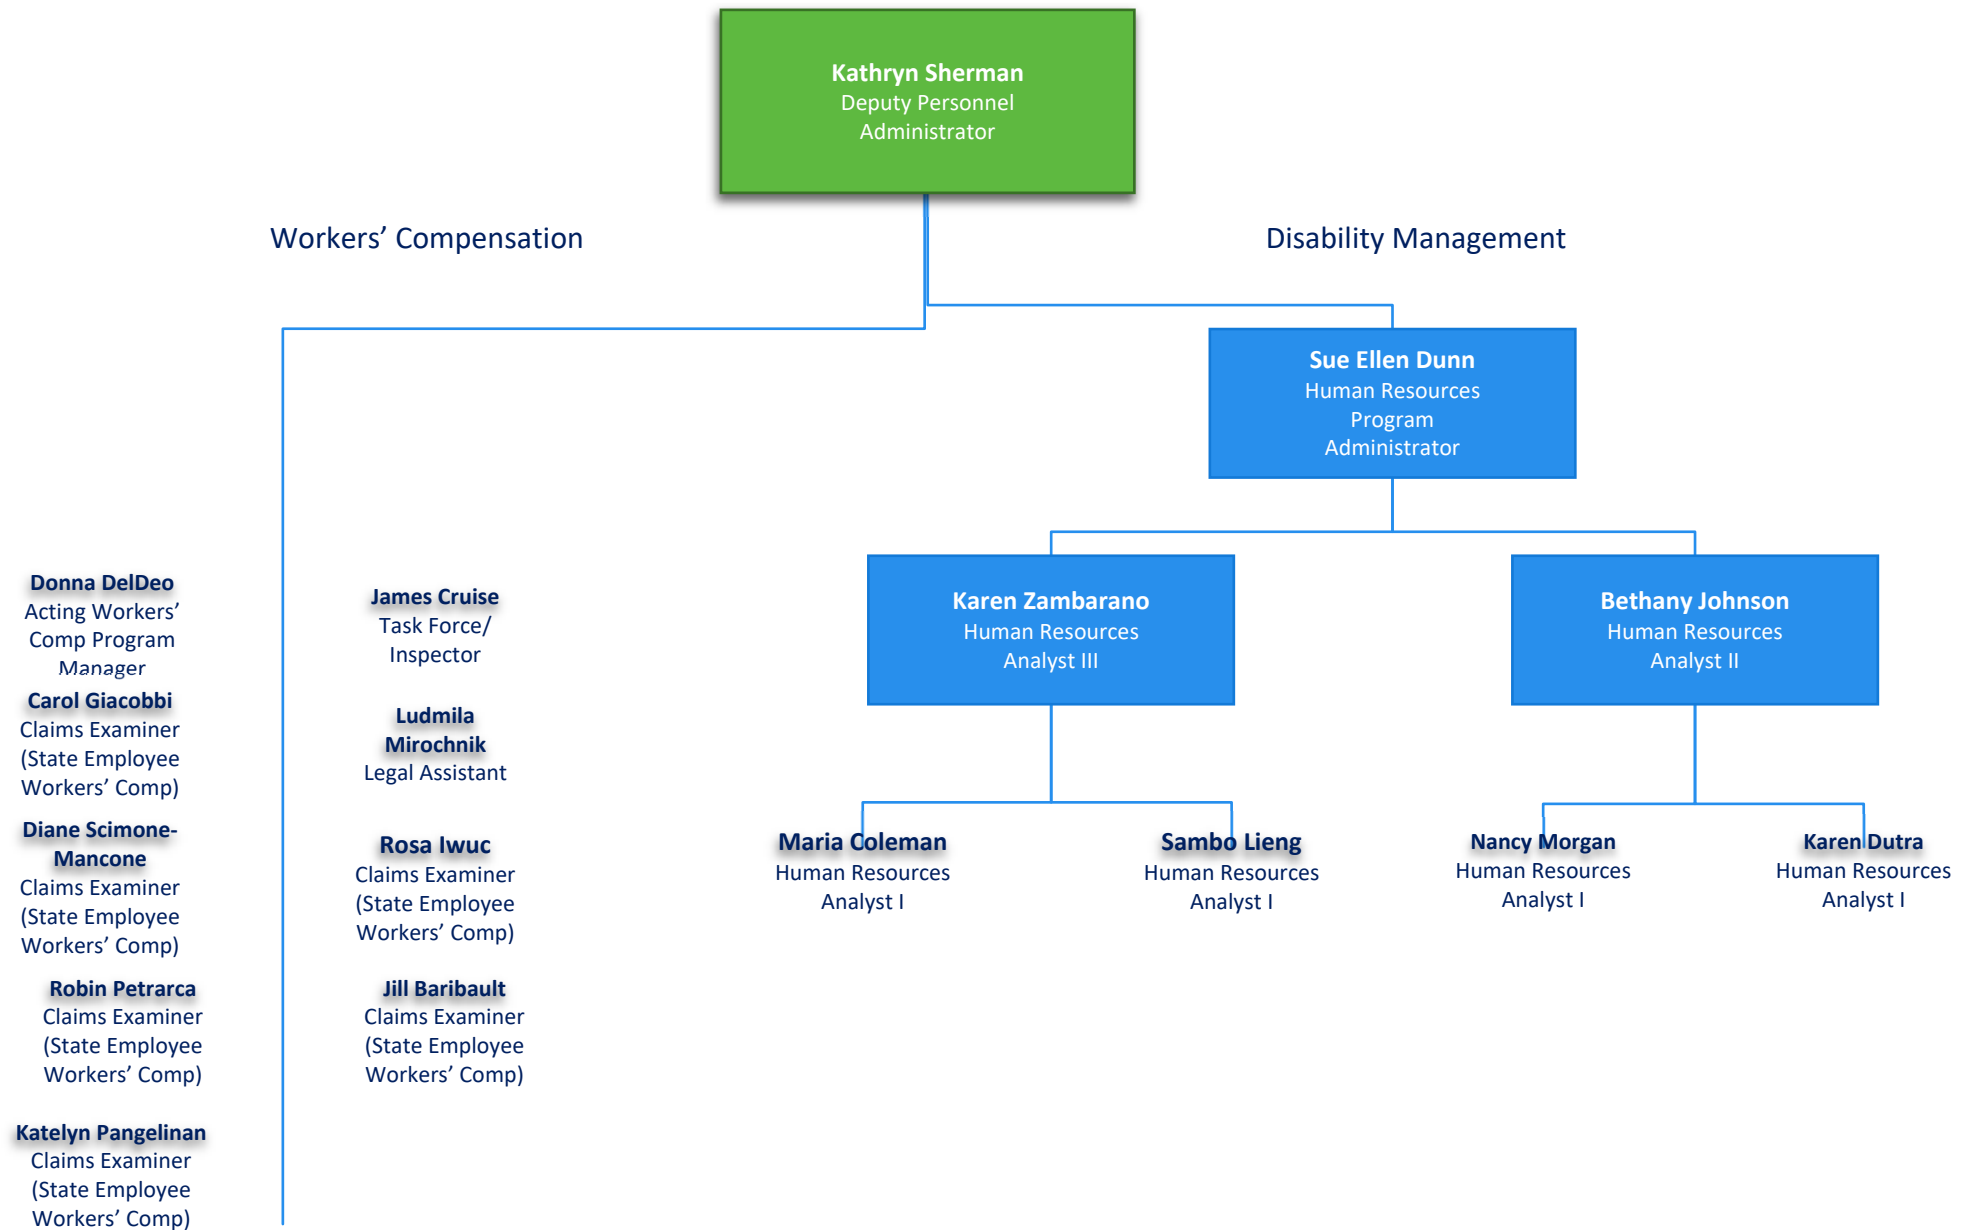 Kathryn Sherman
Deputy Personnel
Administrator
Workers’ Compensation
Disability Management
Sue Ellen Dunn
Human Resources
Program
Administrator
Donna DelDeo
Acting Workers’
Comp Program
Manager
James Cruise
Task Force/
Inspector
Karen Zambarano
Human Resources
Analyst III
Bethany Johnson
Human Resources
Analyst II
Carol Giacobbi
Claims Examiner
(State Employee
Workers’ Comp)
Ludmila
Mirochnik
Legal Assistant
Diane Scimone-
Mancone
Claims Examiner
(State Employee
Workers’ Comp)
Rosa Iwuc
Claims Examiner
(State Employee
Workers’ Comp)
Maria Coleman
Human Resources
Analyst I
Sambo Lieng
Human Resources
Analyst I
Nancy Morgan
Human Resources
Analyst I
Karen Dutra
Human Resources
Analyst I
Robin Petrarca
Claims Examiner
(State Employee
Workers’ Comp)
Jill Baribault
Claims Examiner
(State Employee
Workers’ Comp)
Katelyn Pangelinan
Claims Examiner
(State Employee
Workers’ Comp)